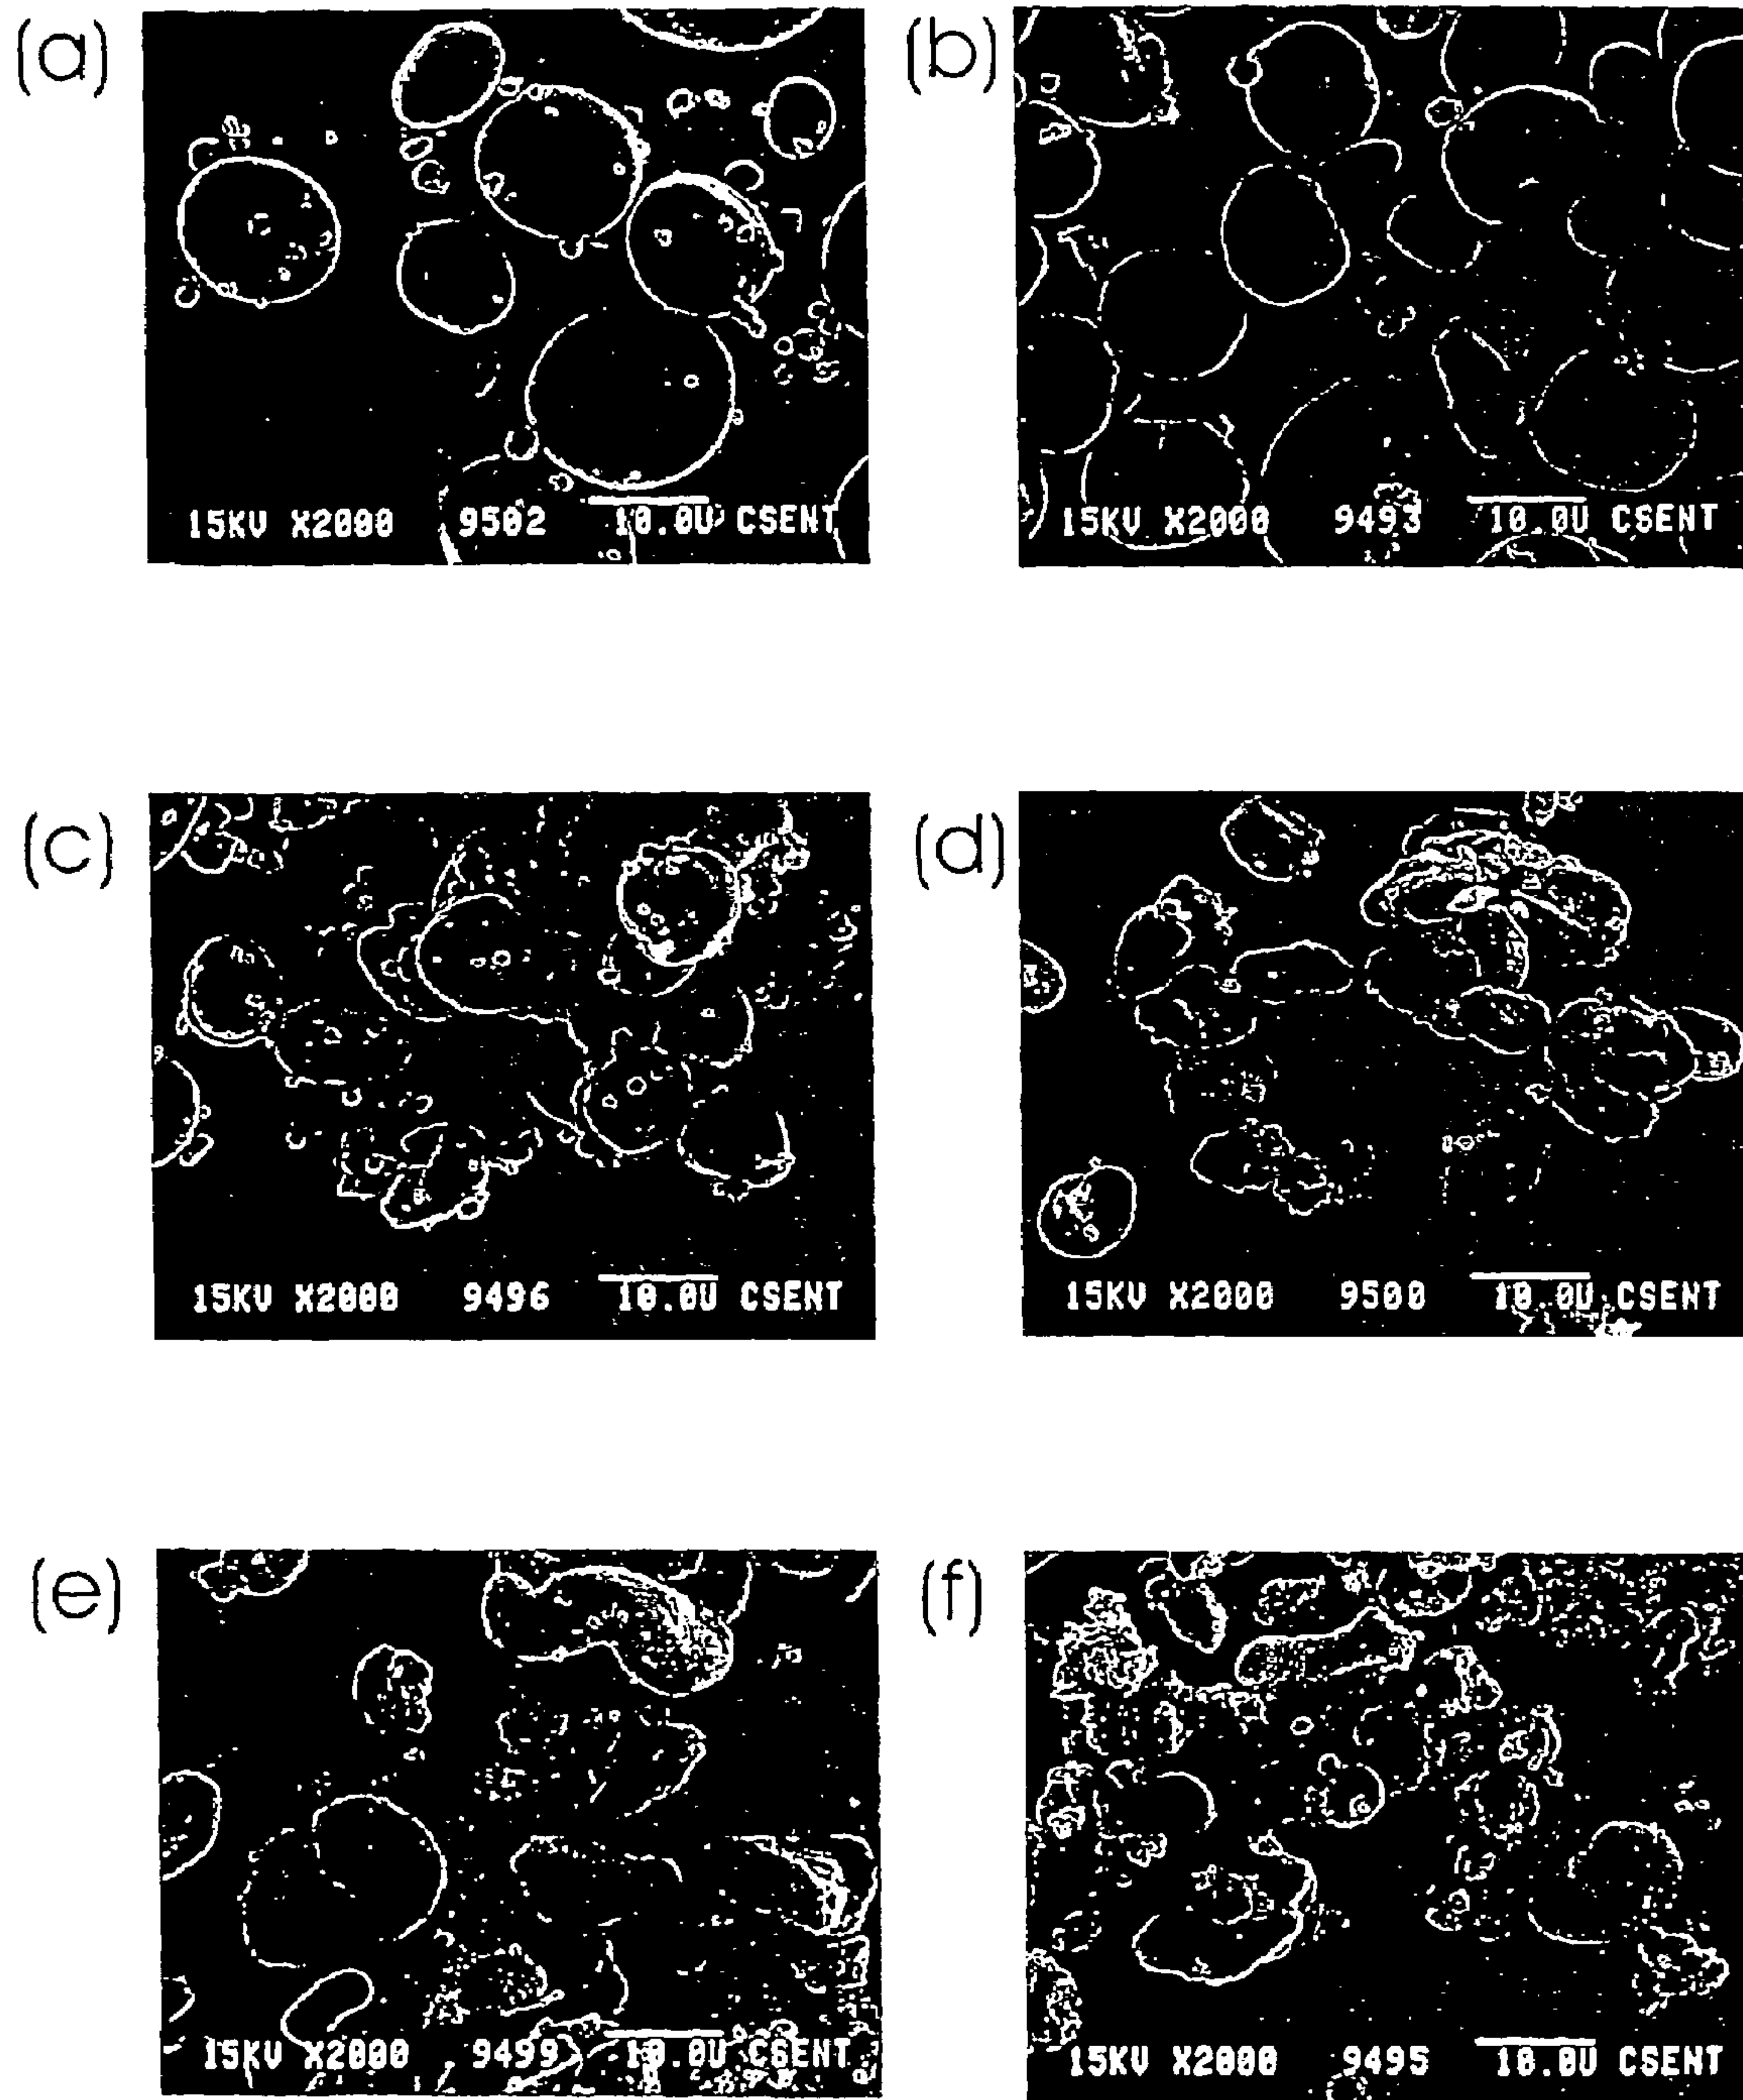 (a)
15KV X2000 9502 10.0U CSENT
(b)
15KV X2000 9493 10.0U CSENT
(c)
15KV X2000 9496 10.0U CSENT
(d)
15KV X2000 9500 10.0U CSENT
(e)
15KV X2000 9499 10.0U CSENT
(f)
15KV X2000 9495 10.0U CSENT